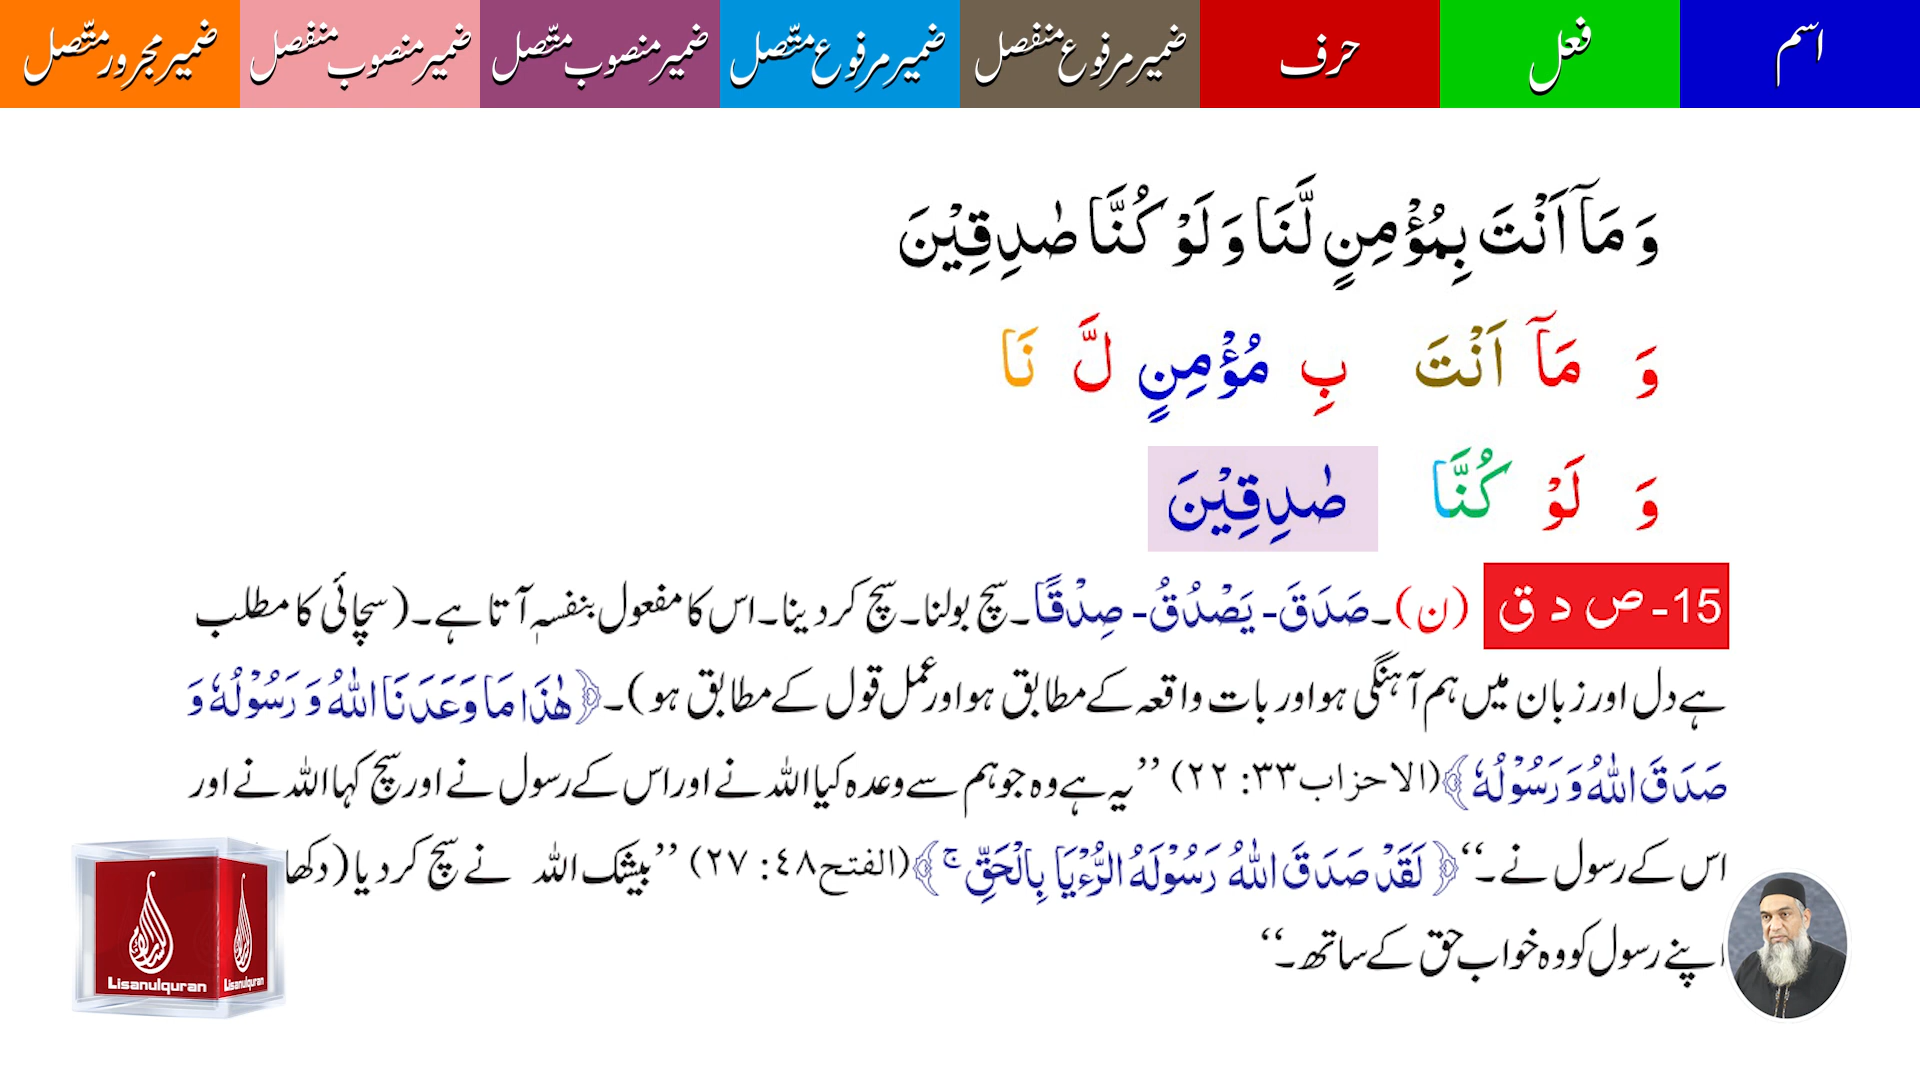 اسم فعل حرف ضمیر مرفوع منفصل ضمیر مرفوع متّصل ضمیر منصوب متّصل ضمیر منصوب منفصل ضمیر مجرور متّصل
وَ مَاۤ اَنْتَ بِمُؤْمِنٍ لَّنَا وَ لَوْ كُنَّا صٰدِقِیْنَ
وَ مَاۤ اَنْتَ بِ مُؤْمِنٍ لَّ نَا
وَ لَوْ كُنَّا صٰدِقِیْنَ
15- ص د ق (ن)۔ صَدَقَ - يَصْدُقُ - صِدْقًا۔ سچ بولنا۔ سچ کر دینا۔ اس کا مفعول بنفسہٖ آتا ہے۔ (سچائی کا مطلب
ہے دل اور زبان میں ہم آہنگی ہو اور بات واقعہ کے مطابق ہو اور عمل قول کے مطابق ہو)۔ ﴿هٰذَا مَا وَعَدَنَا اللّٰهُ وَ رَسُوْلُهٗ وَ
صَدَقَ اللّٰهُ وَ رَسُوْلُهٗ﴾ (الاحزاب ۳۳: ۲۲) ’’یہ ہے وہ جو ہم سے وعدہ کیا اللہ نے اور اس کے رسول نے اور سچ کہا اللہ نے اور
اس کے رسول نے۔‘‘ ﴿لَقَدْ صَدَقَ اللّٰهُ رَسُوْلَهُ الرُّءْیَا بِالْحَقِّ ۚ﴾ (الفتح ٤٨: ۲۷) ’’بیشک اللہ نے سچ کر دیا (دکھا
اپنے رسول کو وہ خواب حق کے ساتھ۔‘‘
Lisanulquran Lisanulquran